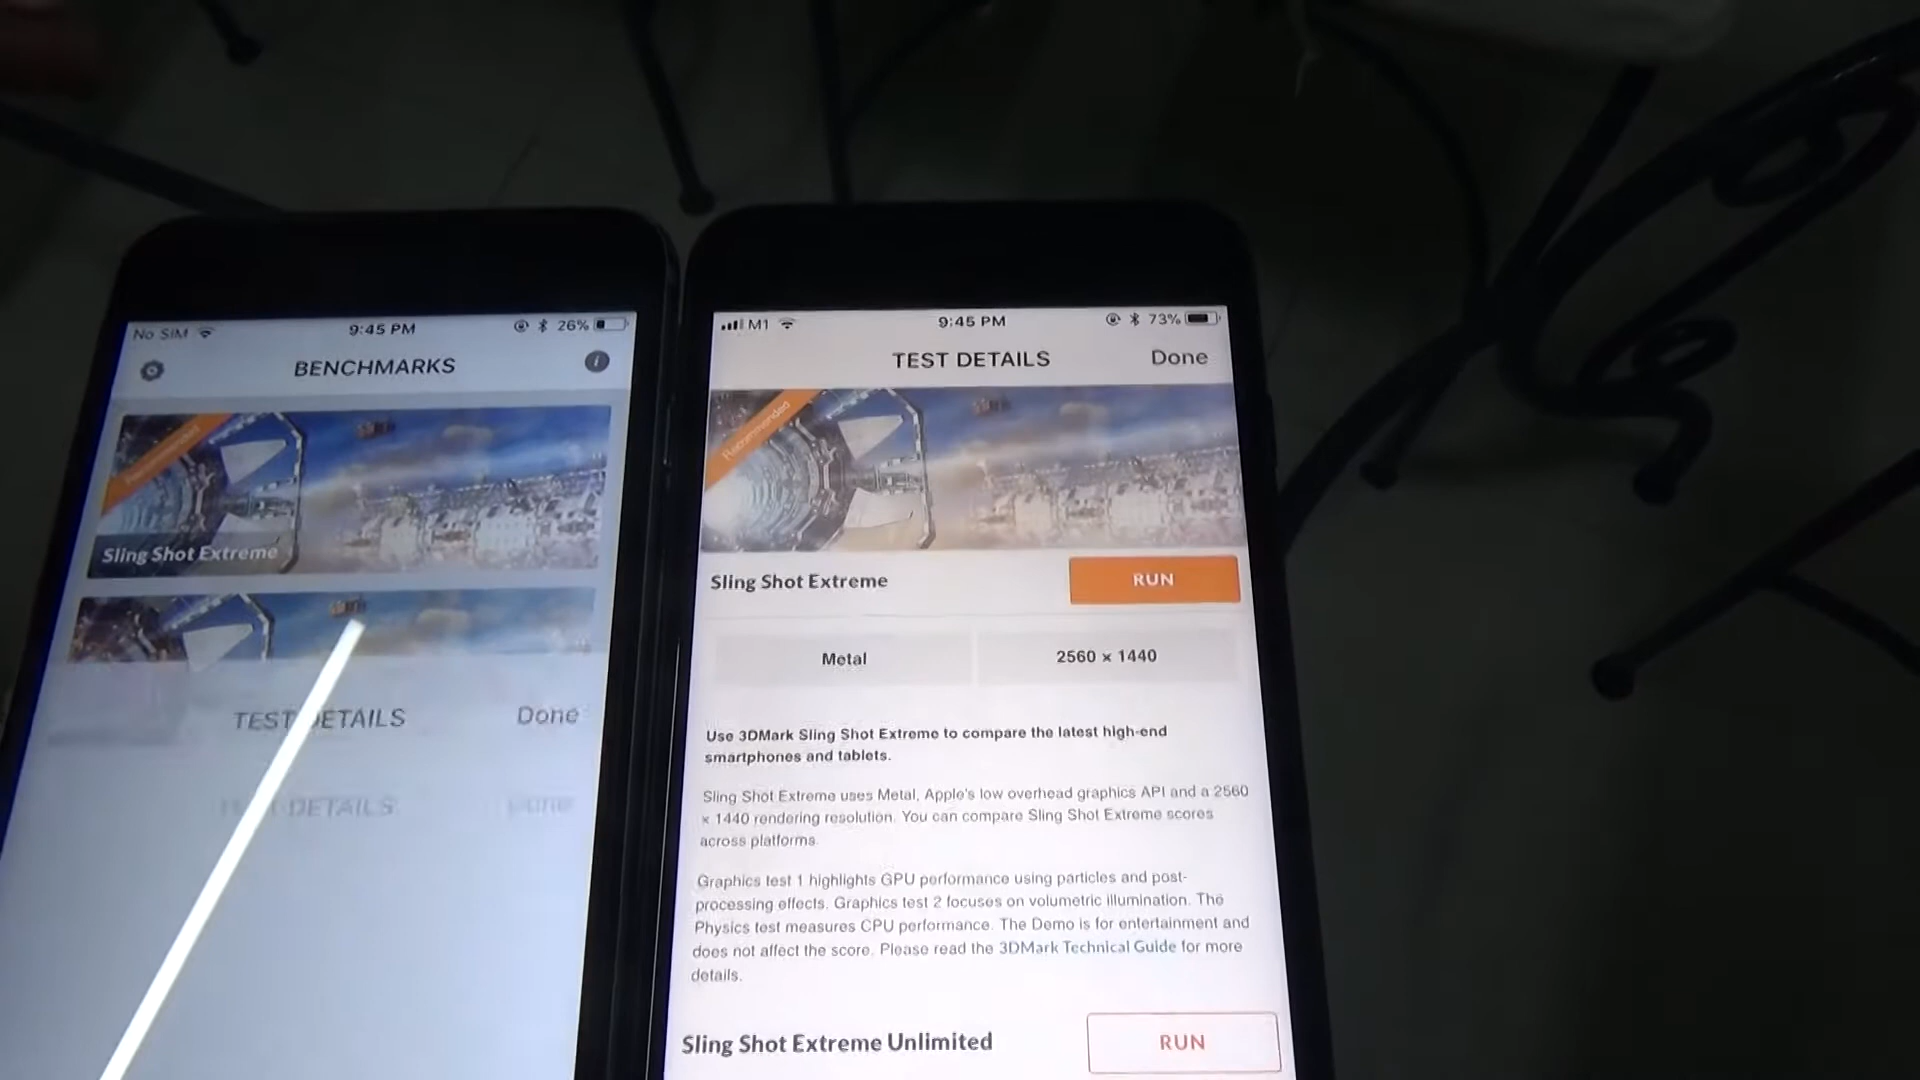 No SIM 9:45 PM 26%
BENCHMARKS
Recommended
Sling Shot Extreme
TEST DETAILS Done
TEST DETAILS Done
M1 9:45 PM 73%
TEST DETAILS Done
Recommended
Sling Shot Extreme RUN
Metal 2560 × 1440
Use 3DMark Sling Shot Extreme to compare the latest high-end
smartphones and tablets.
Sling Shot Extreme uses Metal, Apple's low overhead graphics API and a 2560
× 1440 rendering resolution. You can compare Sling Shot Extreme scores
across platforms.
Graphics test 1 highlights GPU performance using particles and post-
processing effects. Graphics test 2 focuses on volumetric illumination. The
Physics test measures CPU performance. The Demo is for entertainment and
does not affect the score. Please read the 3DMark Technical Guide for more
details.
Sling Shot Extreme Unlimited RUN